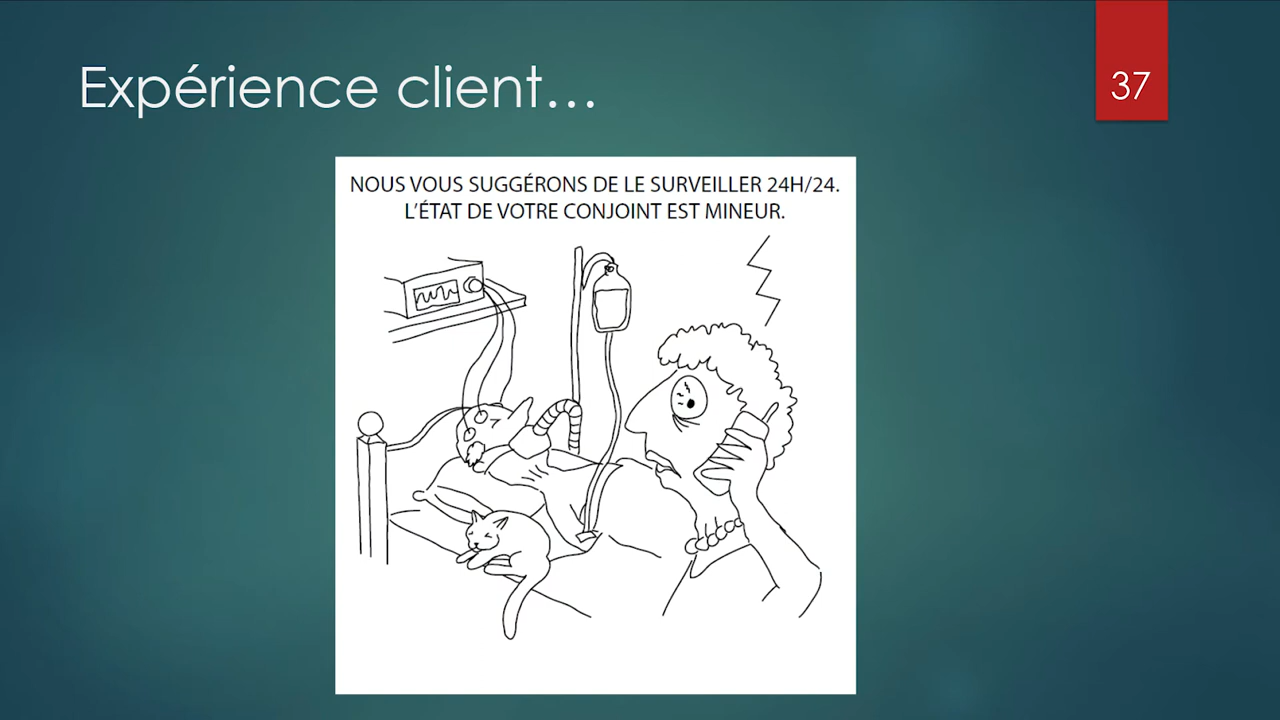 Expérience client...
37
NOUS VOUS SUGGÉRONS DE LE SURVEILLER 24H/24.
L'ÉTAT DE VOTRE CONJOINT EST MINEUR.